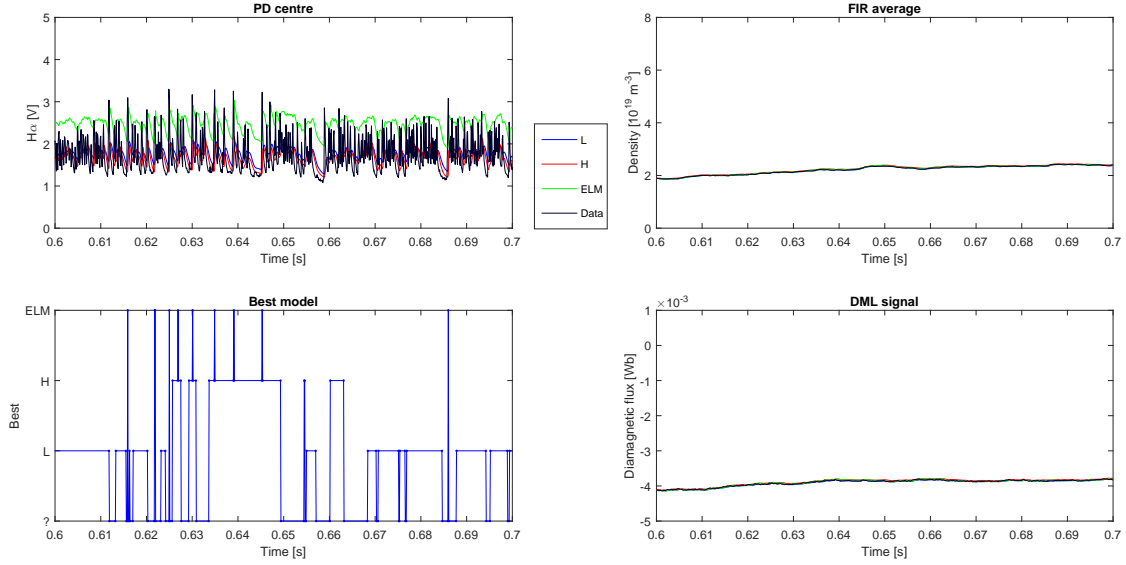 PD centre
5
4
3
2
1
0
Hα [V]
0.6 0.61 0.62 0.63 0.64 0.65 0.66 0.67 0.68 0.69 0.7
Time [s]
L
H
ELM
Data
FIR average
8
6
4
2
0
Density [10^19 m^-3]
0.6 0.61 0.62 0.63 0.64 0.65 0.66 0.67 0.68 0.69 0.7
Time [s]
Best model
ELM
H
L
?
Best
0.6 0.61 0.62 0.63 0.64 0.65 0.66 0.67 0.68 0.69 0.7
Time [s]
DML signal
×10^-3
1
0
-1
-2
-3
-4
-5
Diamagnetic flux [Wb]
0.6 0.61 0.62 0.63 0.64 0.65 0.66 0.67 0.68 0.69 0.7
Time [s]